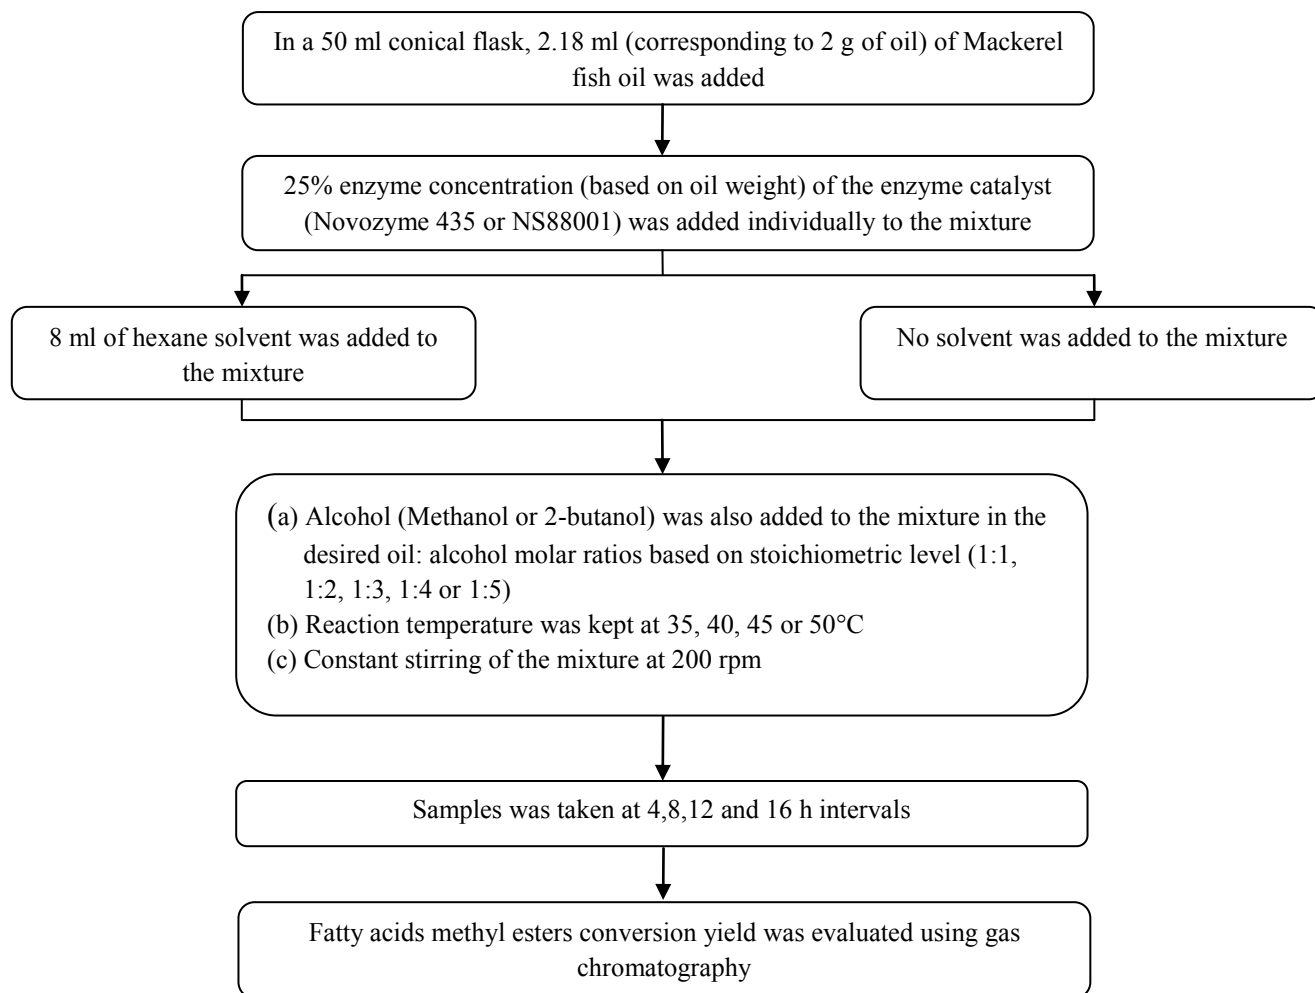 In a 50 ml conical flask, 2.18 ml (corresponding to 2 g of oil) of Mackerel
fish oil was added
25% enzyme concentration (based on oil weight) of the enzyme catalyst
(Novozyme 435 or NS88001) was added individually to the mixture
8 ml of hexane solvent was added to
the mixture
No solvent was added to the mixture
(a) Alcohol (Methanol or 2-butanol) was also added to the mixture in the
desired oil: alcohol molar ratios based on stoichiometric level (1:1,
1:2, 1:3, 1:4 or 1:5)
(b) Reaction temperature was kept at 35, 40, 45 or 50°C
(c) Constant stirring of the mixture at 200 rpm
Samples was taken at 4,8,12 and 16 h intervals
Fatty acids methyl esters conversion yield was evaluated using gas
chromatography